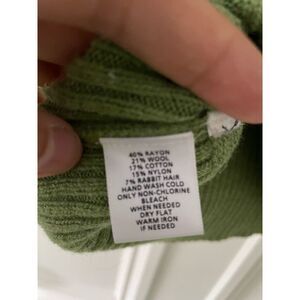 40% RAYON
21% WOOL
17% COTTON
15% NYLON
7% RABBIT HAIR
HAND WASH COLD
ONLY NON-CHLORINE
BLEACH
WHEN NEEDED
DRY FLAT
WARM IRON
IF NEEDED